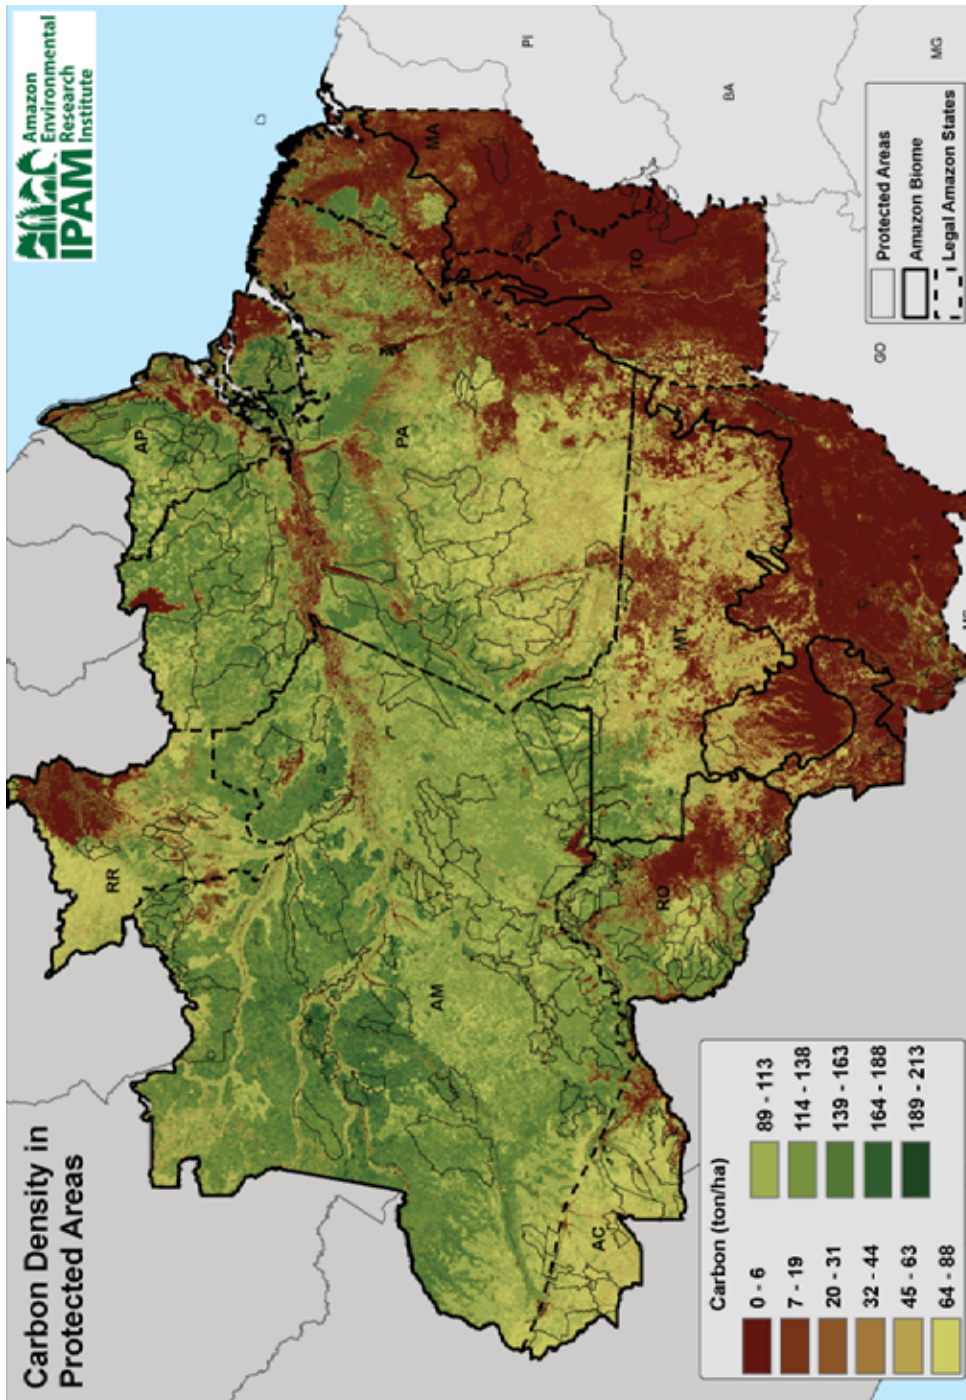 Carbon Density in
Protected Areas
IPAM
Amazon
Environmental
Research
Institute
RR
AP
AM
PA
MA
PI
TO
BA
AC
RO
MT
GO
MG
Carbon (ton/ha)
0 - 6
7 - 19
20 - 31
32 - 44
45 - 63
64 - 88
89 - 113
114 - 138
139 - 163
164 - 188
189 - 213
Protected Areas
Amazon Biome
Legal Amazon States